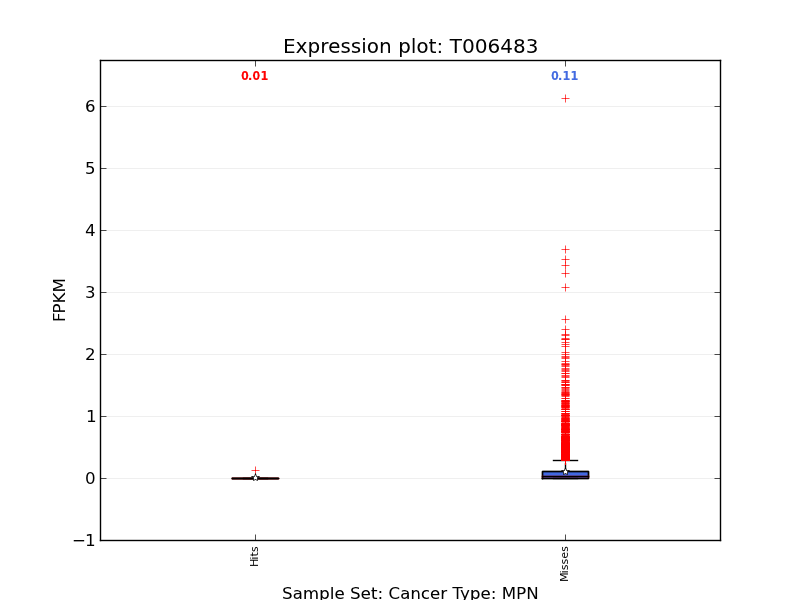 Expression plot: T006483
0.01
0.11
6
5
4
3
2
1
0
−1
FPKM
Hits
Misses
Sample Set: Cancer Type: MPN